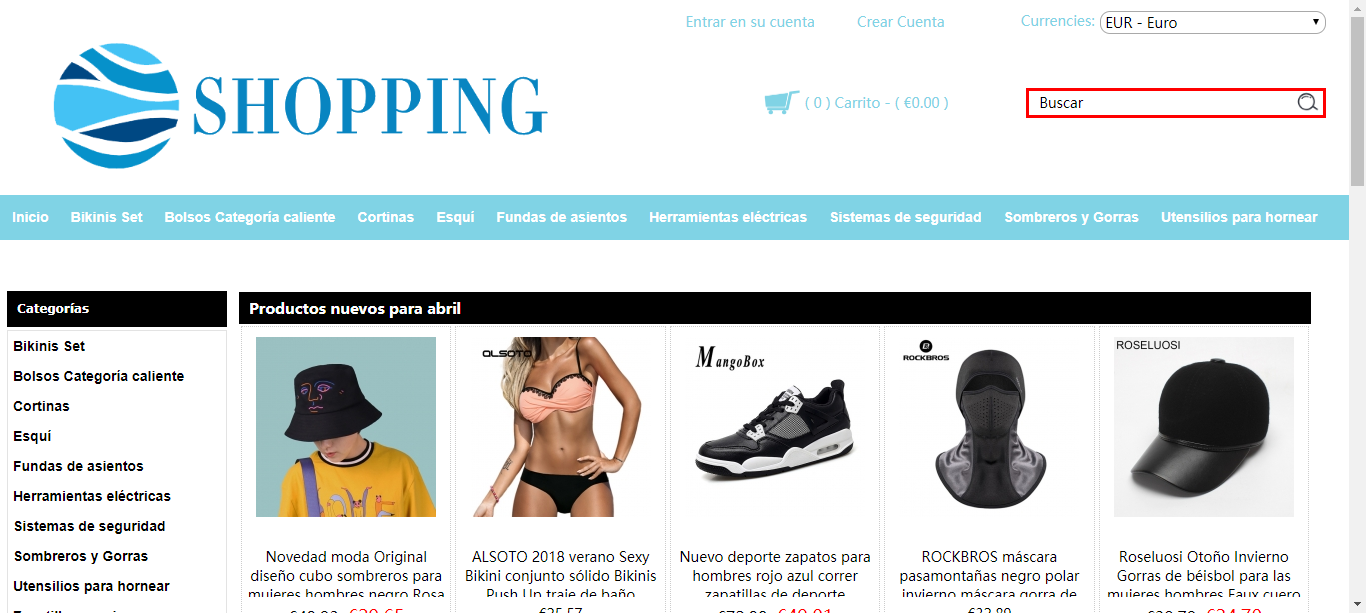 Entrar en su cuenta Crear Cuenta Currencies: EUR - Euro
SHOPPING
( 0 ) Carrito - ( €0.00 ) Buscar
Inicio Bikinis Set Bolsos Categoría caliente Cortinas Esquí Fundas de asientos Herramientas eléctricas Sistemas de seguridad Sombreros y Gorras Utensilios para hornear
Categorías
Bikinis Set
Bolsos Categoría caliente
Cortinas
Esquí
Fundas de asientos
Herramientas eléctricas
Sistemas de seguridad
Sombreros y Gorras
Utensilios para hornear
Productos nuevos para abril
Novedad moda Original
diseño cubo sombreros para
mujeres hombres negro Rosa
ALSOTO
ALSOTO 2018 verano Sexy
Bikini conjunto sólido Bikinis
Push Up traje de baño
€25.57
MangoBox
Nuevo deporte zapatos para
hombres rojo azul correr
zapatillas de deporte
ROCKBROS
ROCKBROS máscara
pasamontañas negro polar
invierno máscara gorra de
ROSELUOSI
Roseluosi Otoño Invierno
Gorras de béisbol para las
mujeres hombres Faux cuero